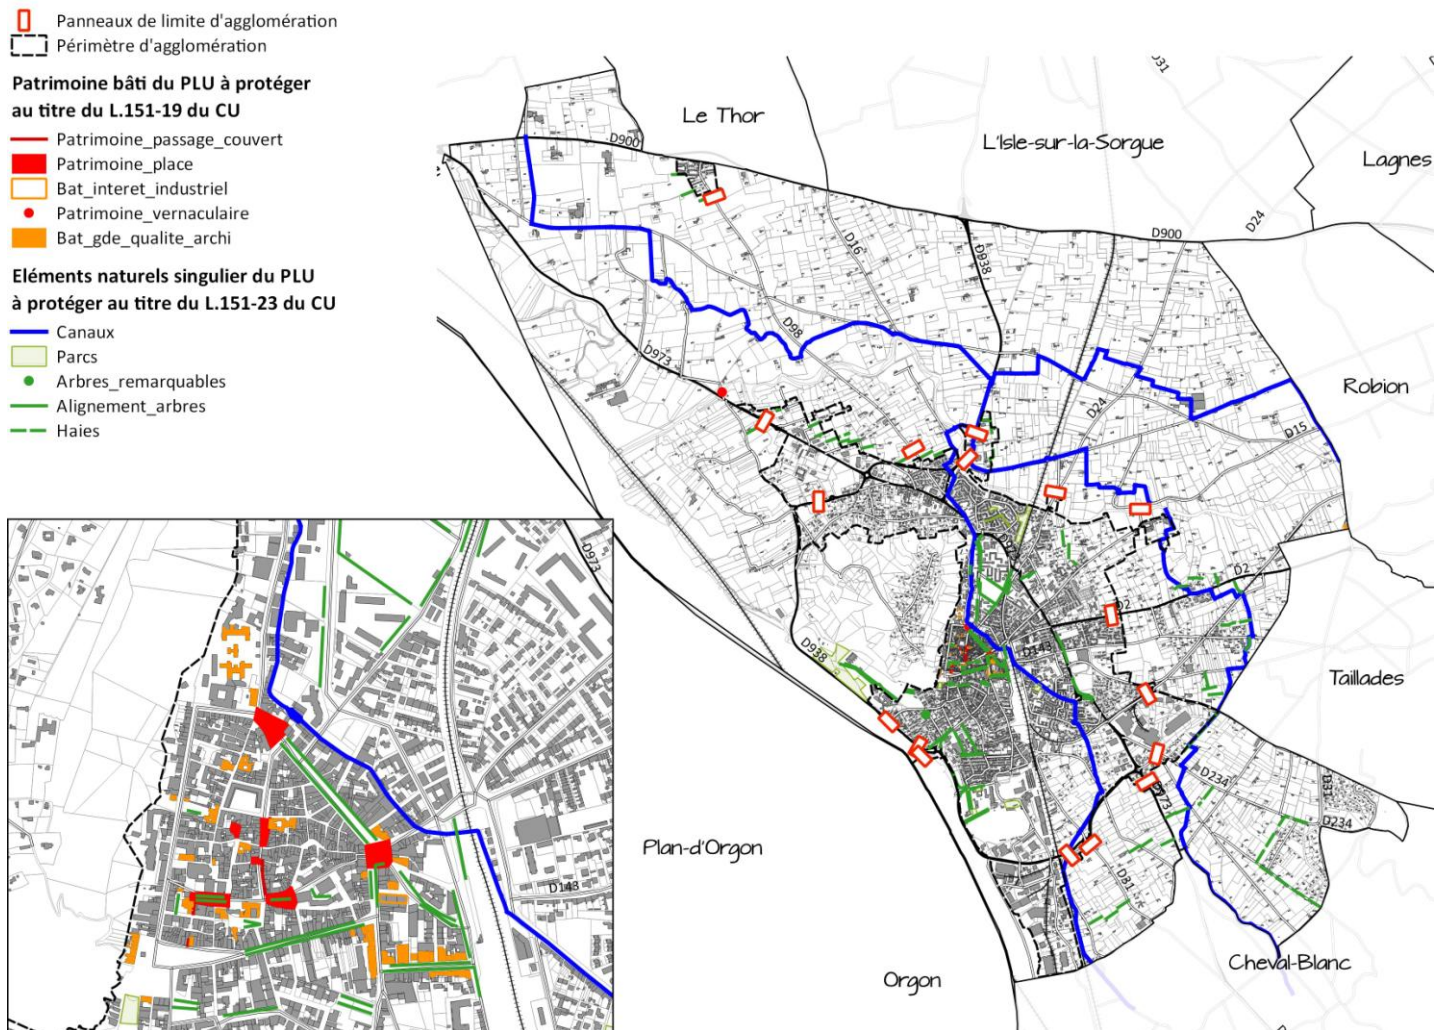 Panneaux de limite d'agglomération
Périmètre d'agglomération
Patrimoine bâti du PLU à protéger
au titre du L.151-19 du CU
Patrimoine_passage_couvert
Patrimoine_place
Bat_interet_industriel
Patrimoine_vernaculaire
Bat_gde_qualite_archi
Eléments naturels singulier du PLU
à protéger au titre du L.151-23 du CU
Canaux
Parcs
Arbres_remarquables
Alignement_arbres
Haies
D31
Le Thor
L'Isle-sur-la-Sorgue
Lagnes
D900
D24
D900
D16
D938
D98
D973
Robion
D24
D15
D973
D2
D2
D143
D938
Taillades
D234
D31
D234
D973
Plan-d'Orgon
D31
D143
Cheval-Blanc
Orgon